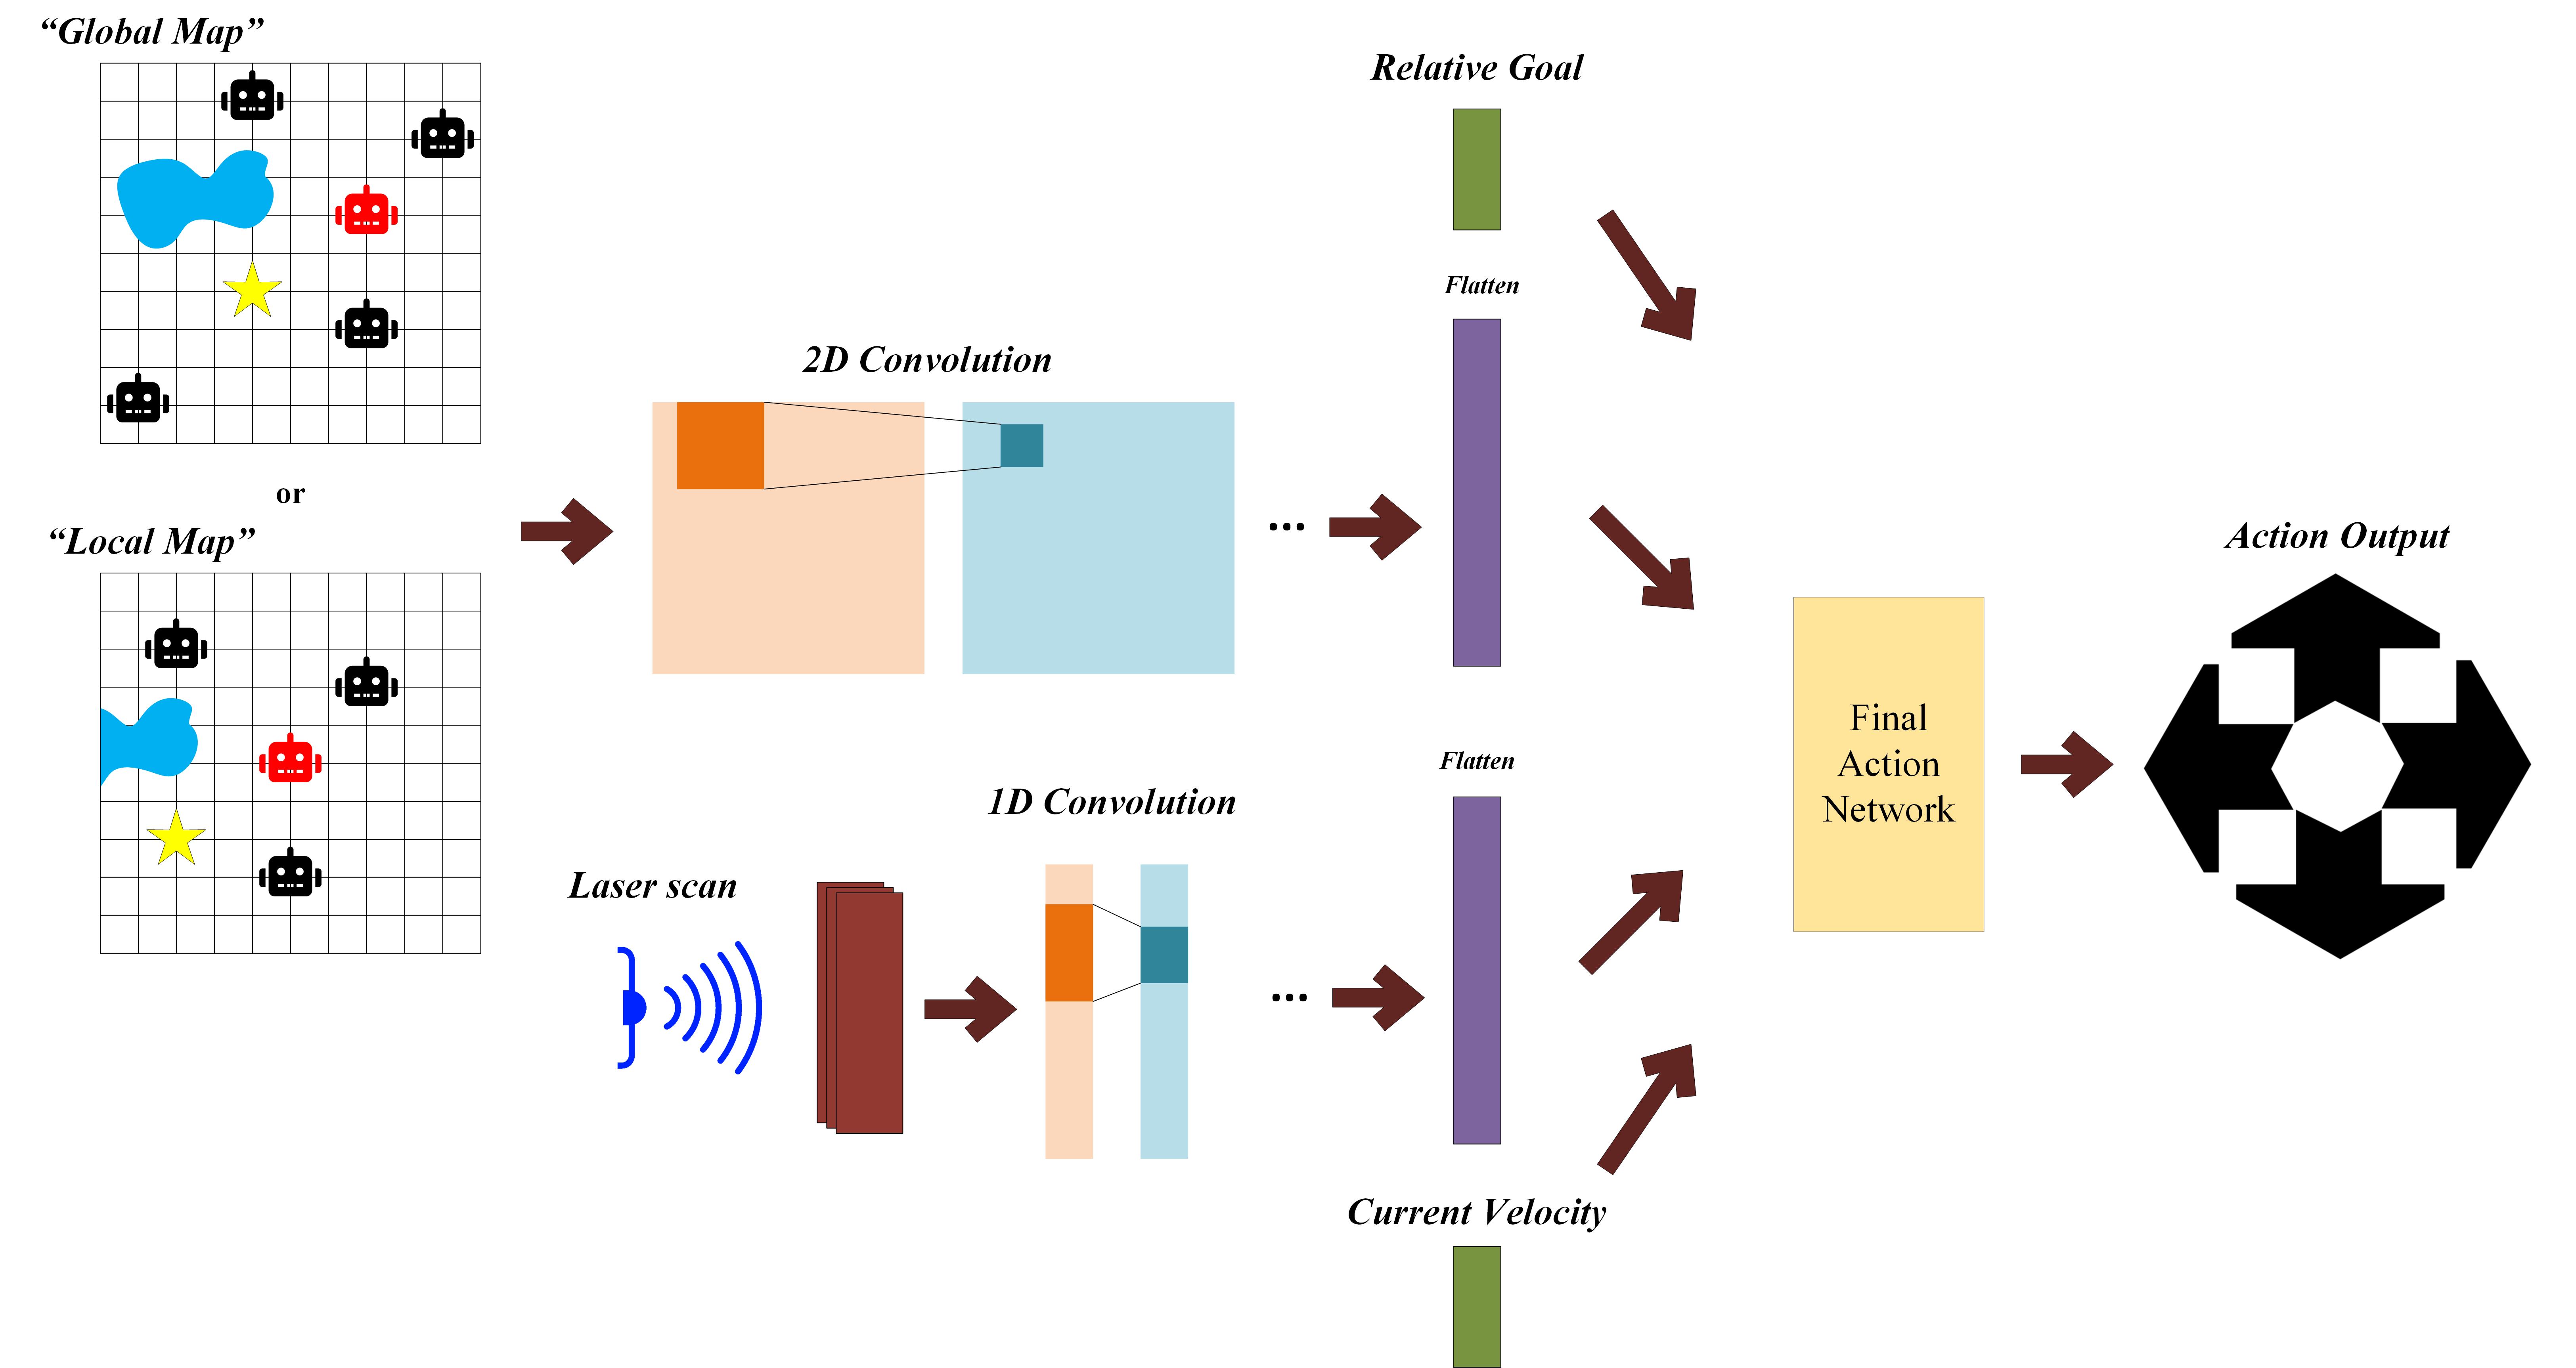 “Global Map”
or
“Local Map”
2D Convolution
Laser scan
1D Convolution
...
...
Relative Goal
Flatten
Flatten
Current Velocity
Final
Action
Network
Action Output